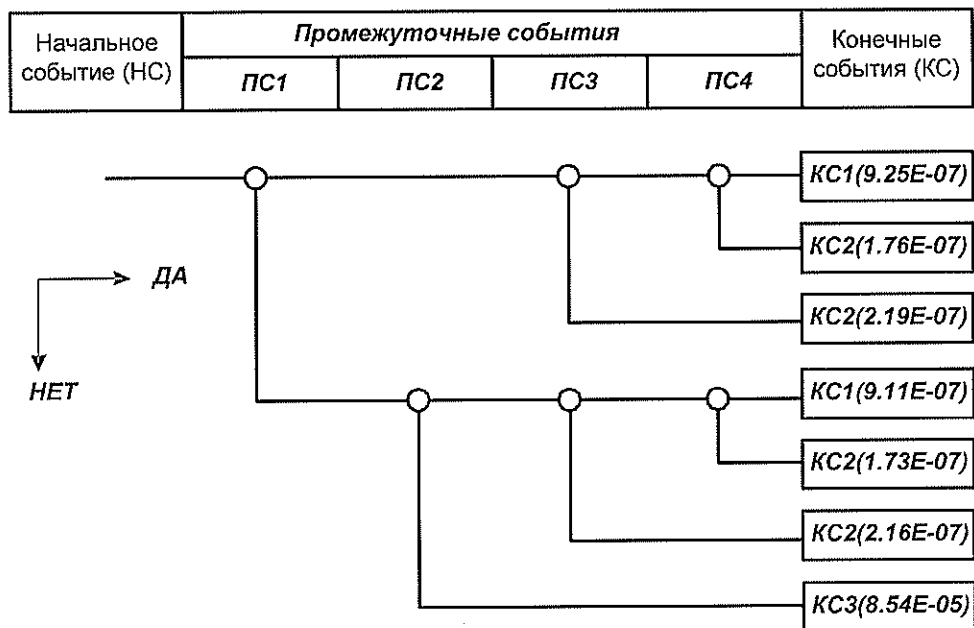 Начальное
событие (НС)
Промежуточные события
ПС1 ПС2 ПС3 ПС4
Конечные
события (КС)
КС1(9.25E-07)
КС2(1.76E-07)
ДА
КС2(2.19E-07)
НЕТ
КС1(9.11E-07)
КС2(1.73E-07)
КС2(2.16E-07)
КС3(8.54E-05)